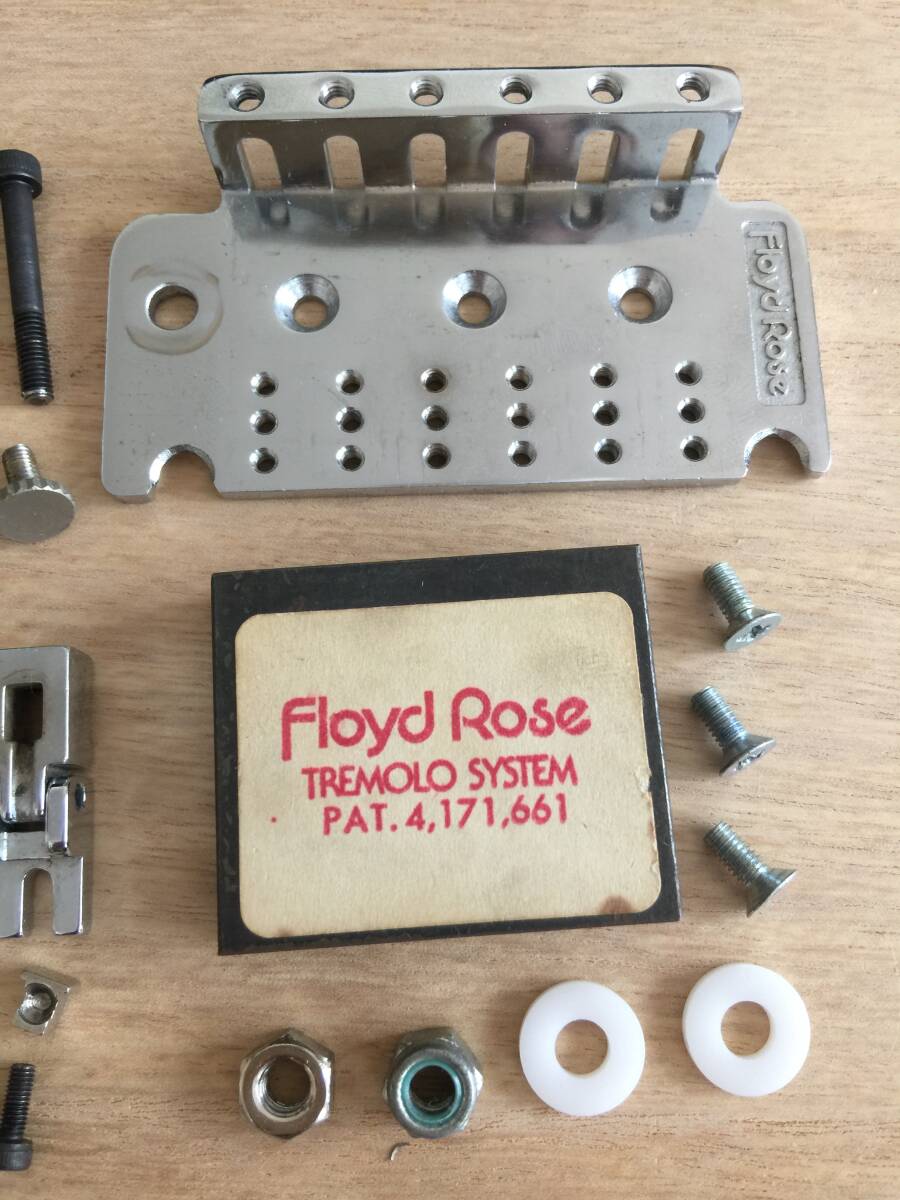 Floyd Rose
Floyd Rose
TREMOLO SYSTEM
PAT. 4,171,661